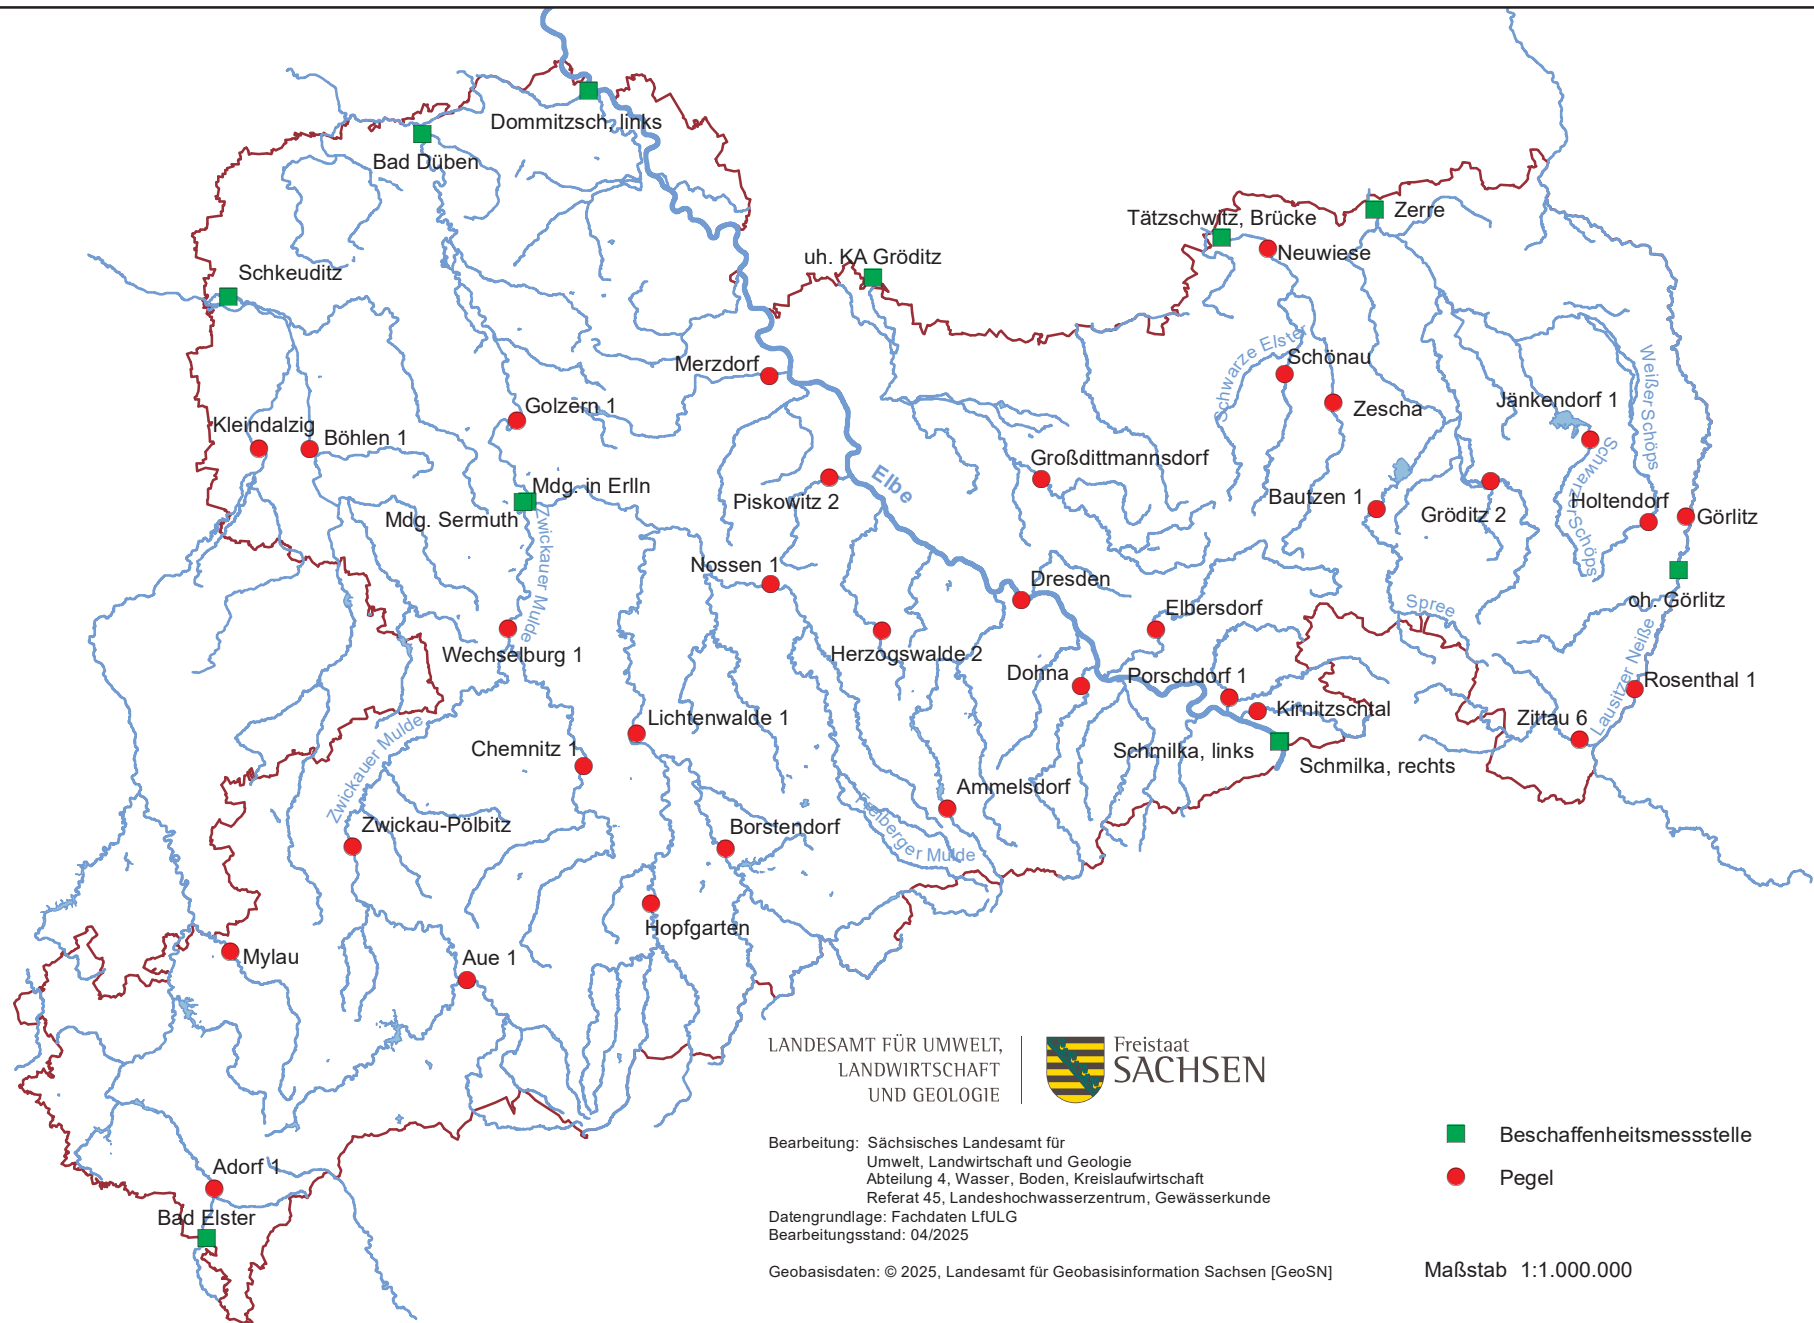 Dommitzsch, links
Bad Düben
Tätzschwitz, Brücke
Zerre
Neuwiese
uh. KA Gröditz
Schkeuditz
Schwarze Elster
Schönau
Merzdorf
Weißer Schöps
Jänkendorf 1
Zescha
Golzern 1
Kleindalzig
Böhlen 1
Großdittmannsdorf
Schwarzer Schöps
Elbe
Mdg. in Erlln
Piskowitz 2
Bautzen 1
Gröditz 2
Holtendorf
Görlitz
Mdg. Sermuth
Zwickauer Mulde
Nossen 1
Dresden
oh. Görlitz
Elbersdorf
Spree
Wechselburg 1
Herzogswalde 2
Dohna
Porschdorf 1
Lausitzer Neiße
Rosenthal 1
Kirnitzschtal
Lichtenwalde 1
Zittau 6
Zwickauer Mulde
Chemnitz 1
Schmilka, links
Schmilka, rechts
Ammelsdorf
Zwickau-Pölbitz
Borstendorf
Freiberger Mulde
Hopfgarten
Mylau
Aue 1
Adorf 1
Bad Elster
LANDESAMT FÜR UMWELT,
LANDWIRTSCHAFT
UND GEOLOGIE
Freistaat
SACHSEN
Bearbeitung: Sächsisches Landesamt für
Umwelt, Landwirtschaft und Geologie
Abteilung 4, Wasser, Boden, Kreislaufwirtschaft
Referat 45, Landeshochwasserzentrum, Gewässerkunde
Datengrundlage: Fachdaten LfULG
Bearbeitungsstand: 04/2025
Geobasisdaten: © 2025, Landesamt für Geobasisinformation Sachsen [GeoSN]
Beschaffenheitsmessstelle
Pegel
Maßstab 1:1.000.000